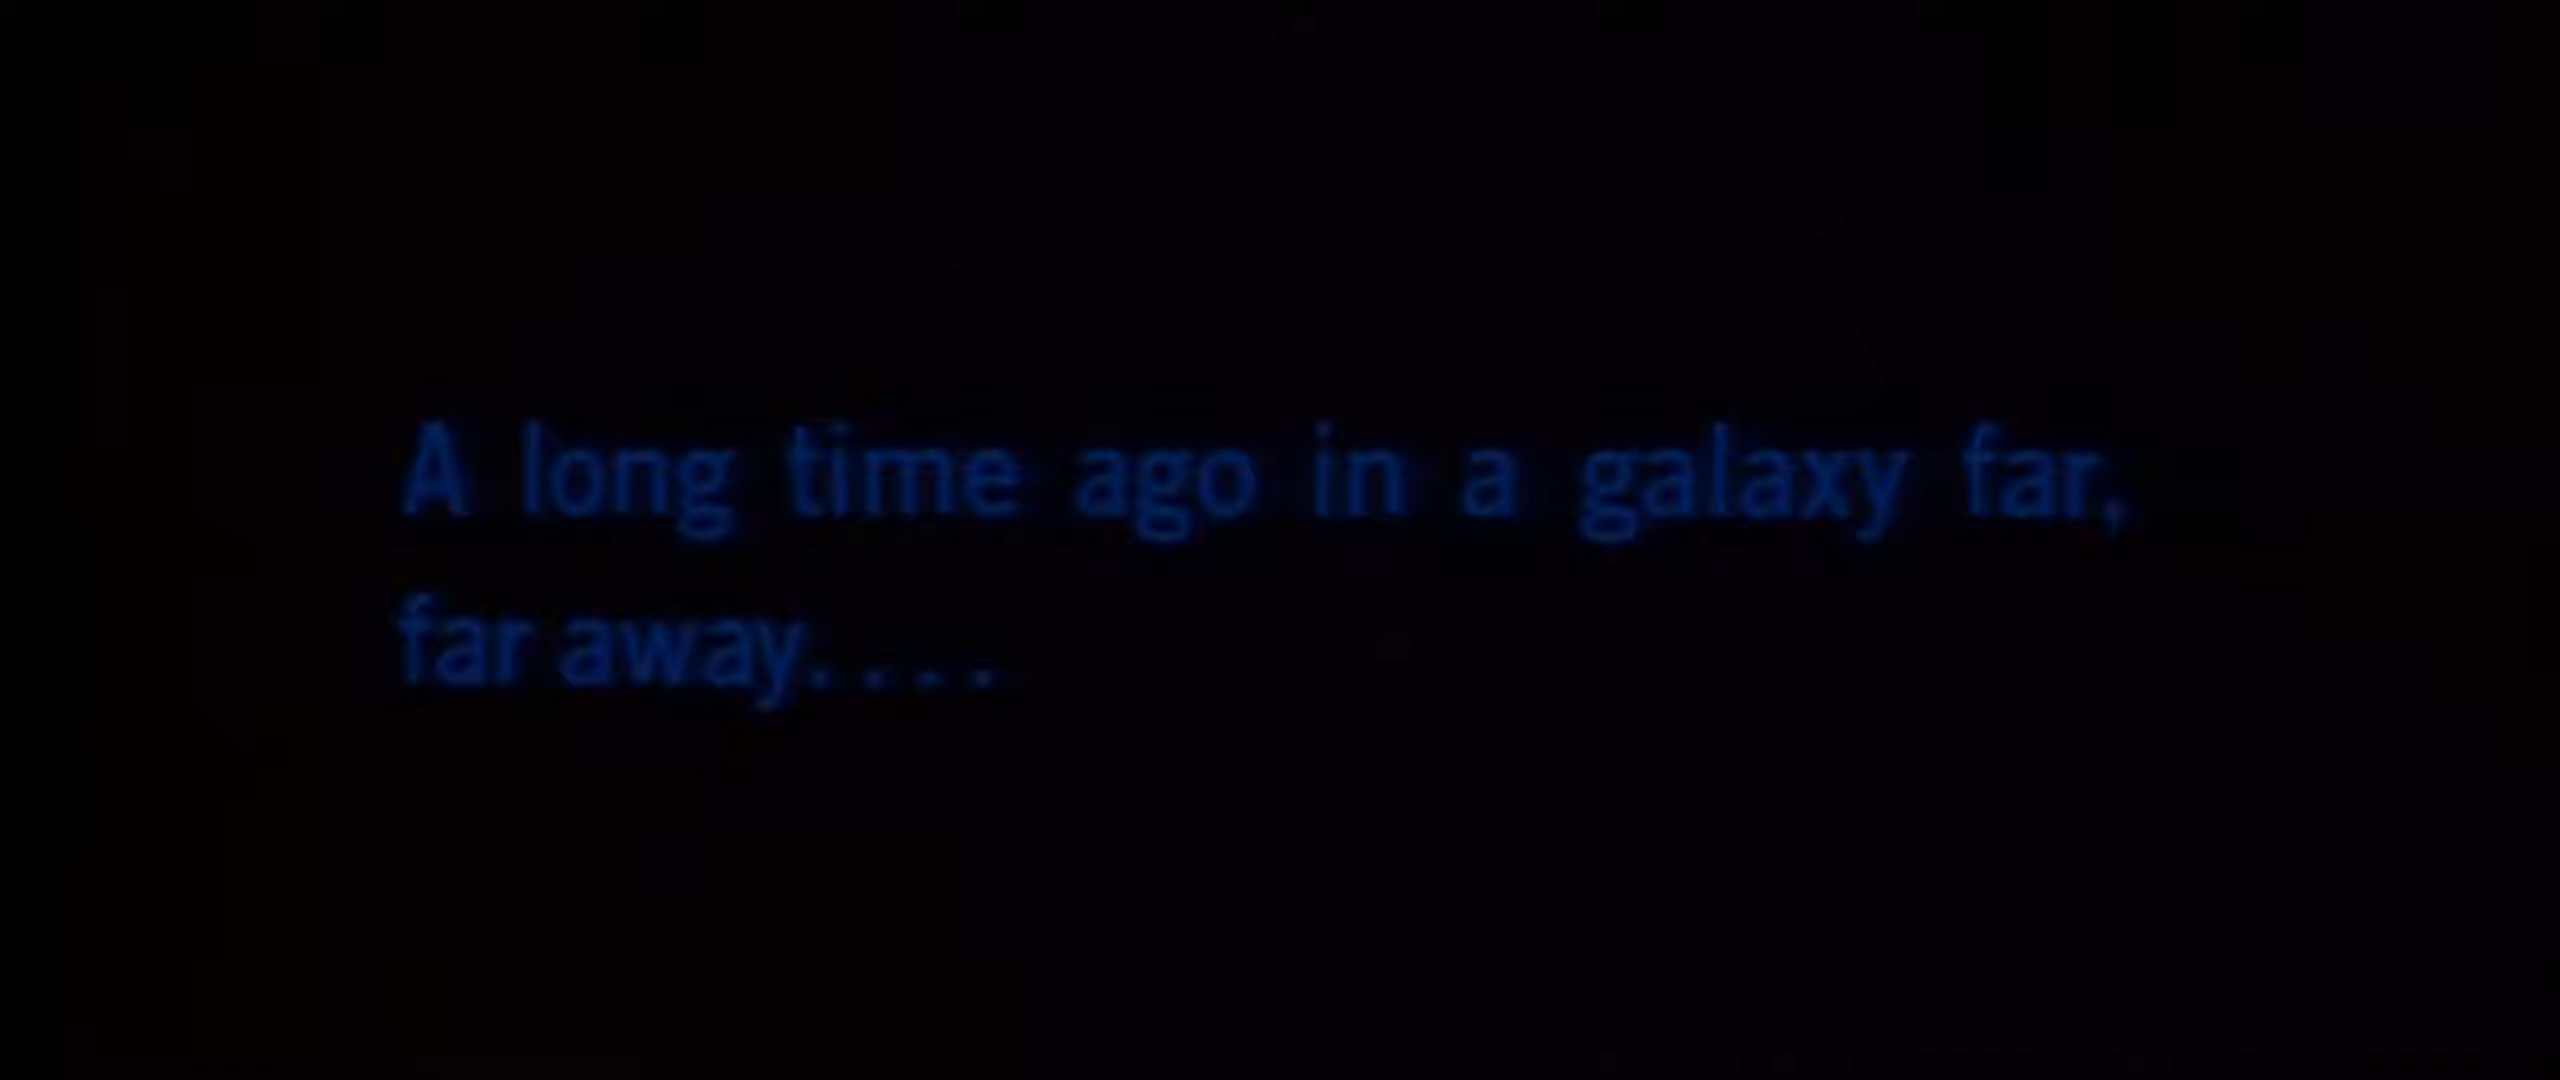 A long time ago in a galaxy far,
far away. . . .